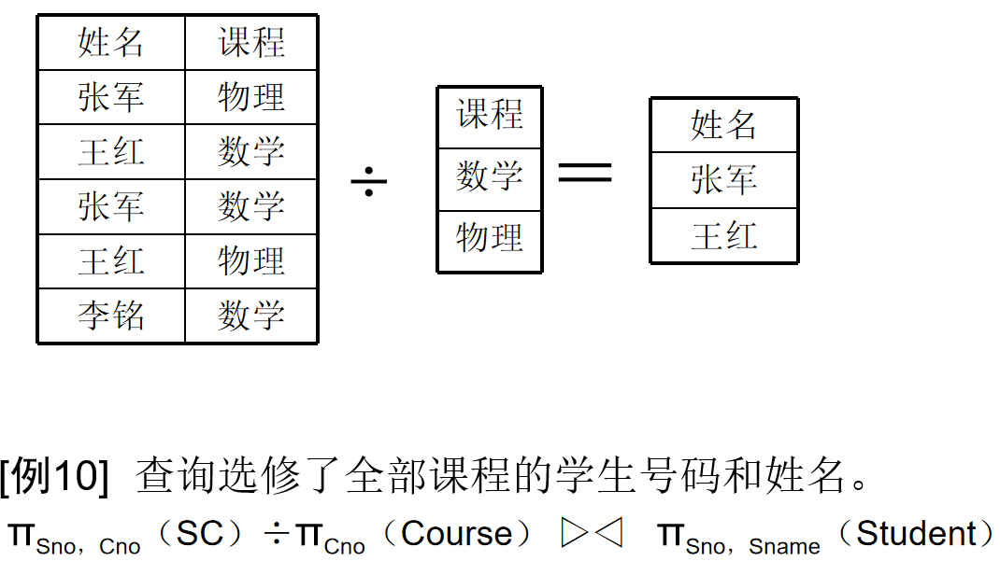 姓名 课程
张军 物理
王红 数学
张军 数学
王红 物理
李铭 数学
÷
课程
数学
物理
=
姓名
张军
王红
[例10] 查询选修了全部课程的学生号码和姓名。
πSno，Cno（SC）÷πCno（Course） ▷◁ πSno，Sname（Student）